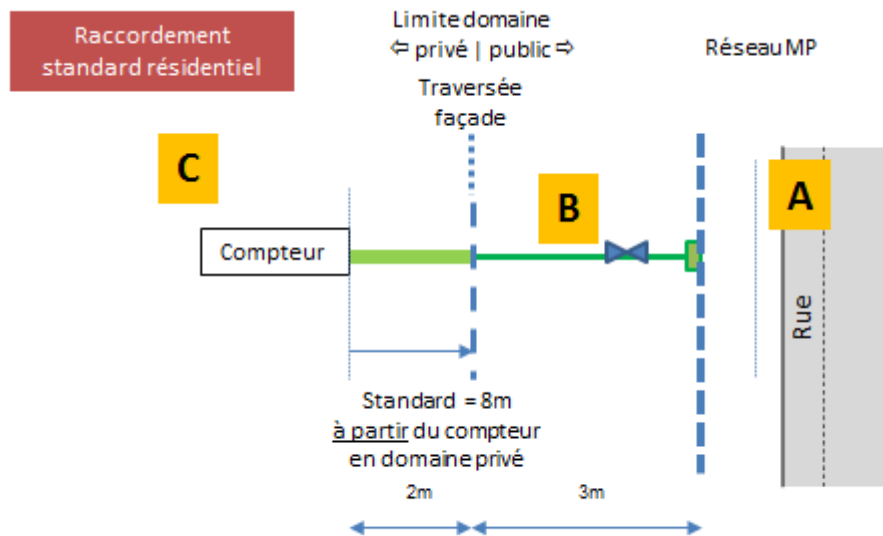 Raccordement
standard résidentiel
Limite domaine
⇦ privé | public ⇨
Réseau MP
Traversée
façade
C
B
A
Compteur
Rue
Standard = 8m
à partir du compteur
en domaine privé
2m
3m